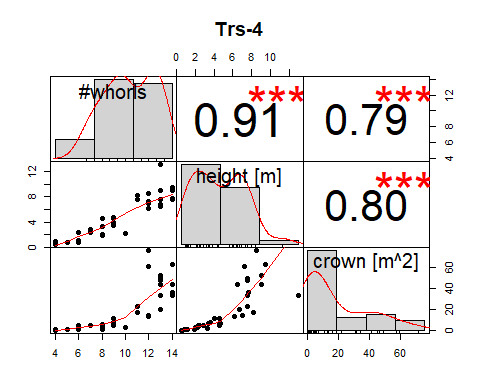 Trs-4
0 2 4 6 8 12
#whorls
0.91
***
0.79
***
4 8 12
0 4 8 12
height [m]
0.80
***
crown [m^2]
0 20 40 60
4 6 8 10 12 14
0 20 40 60